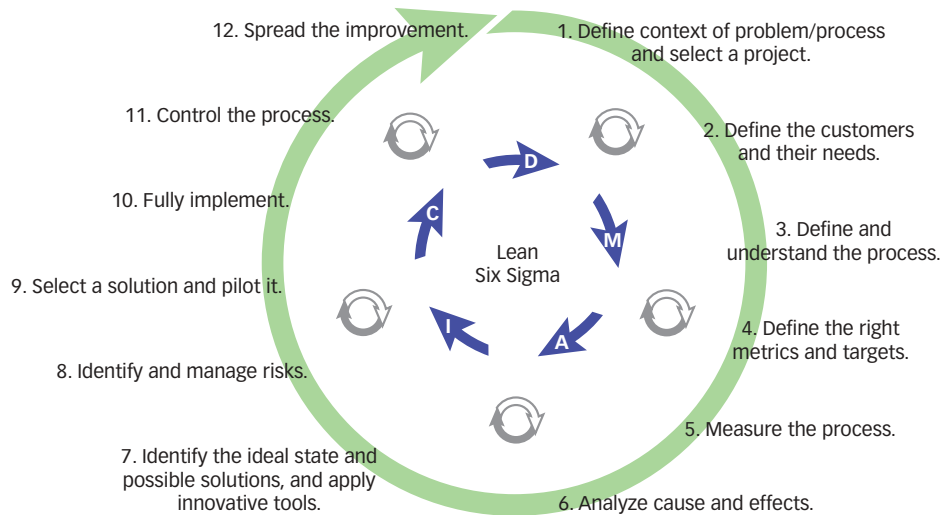 12. Spread the improvement.
1. Define context of problem/process
and select a project.
11. Control the process.
2. Define the customers
and their needs.
D
10. Fully implement.
C
M
3. Define and
understand the process.
Lean
Six Sigma
9. Select a solution and pilot it.
I
A
4. Define the right
metrics and targets.
8. Identify and manage risks.
5. Measure the process.
7. Identify the ideal state and
possible solutions, and apply
innovative tools.
6. Analyze cause and effects.